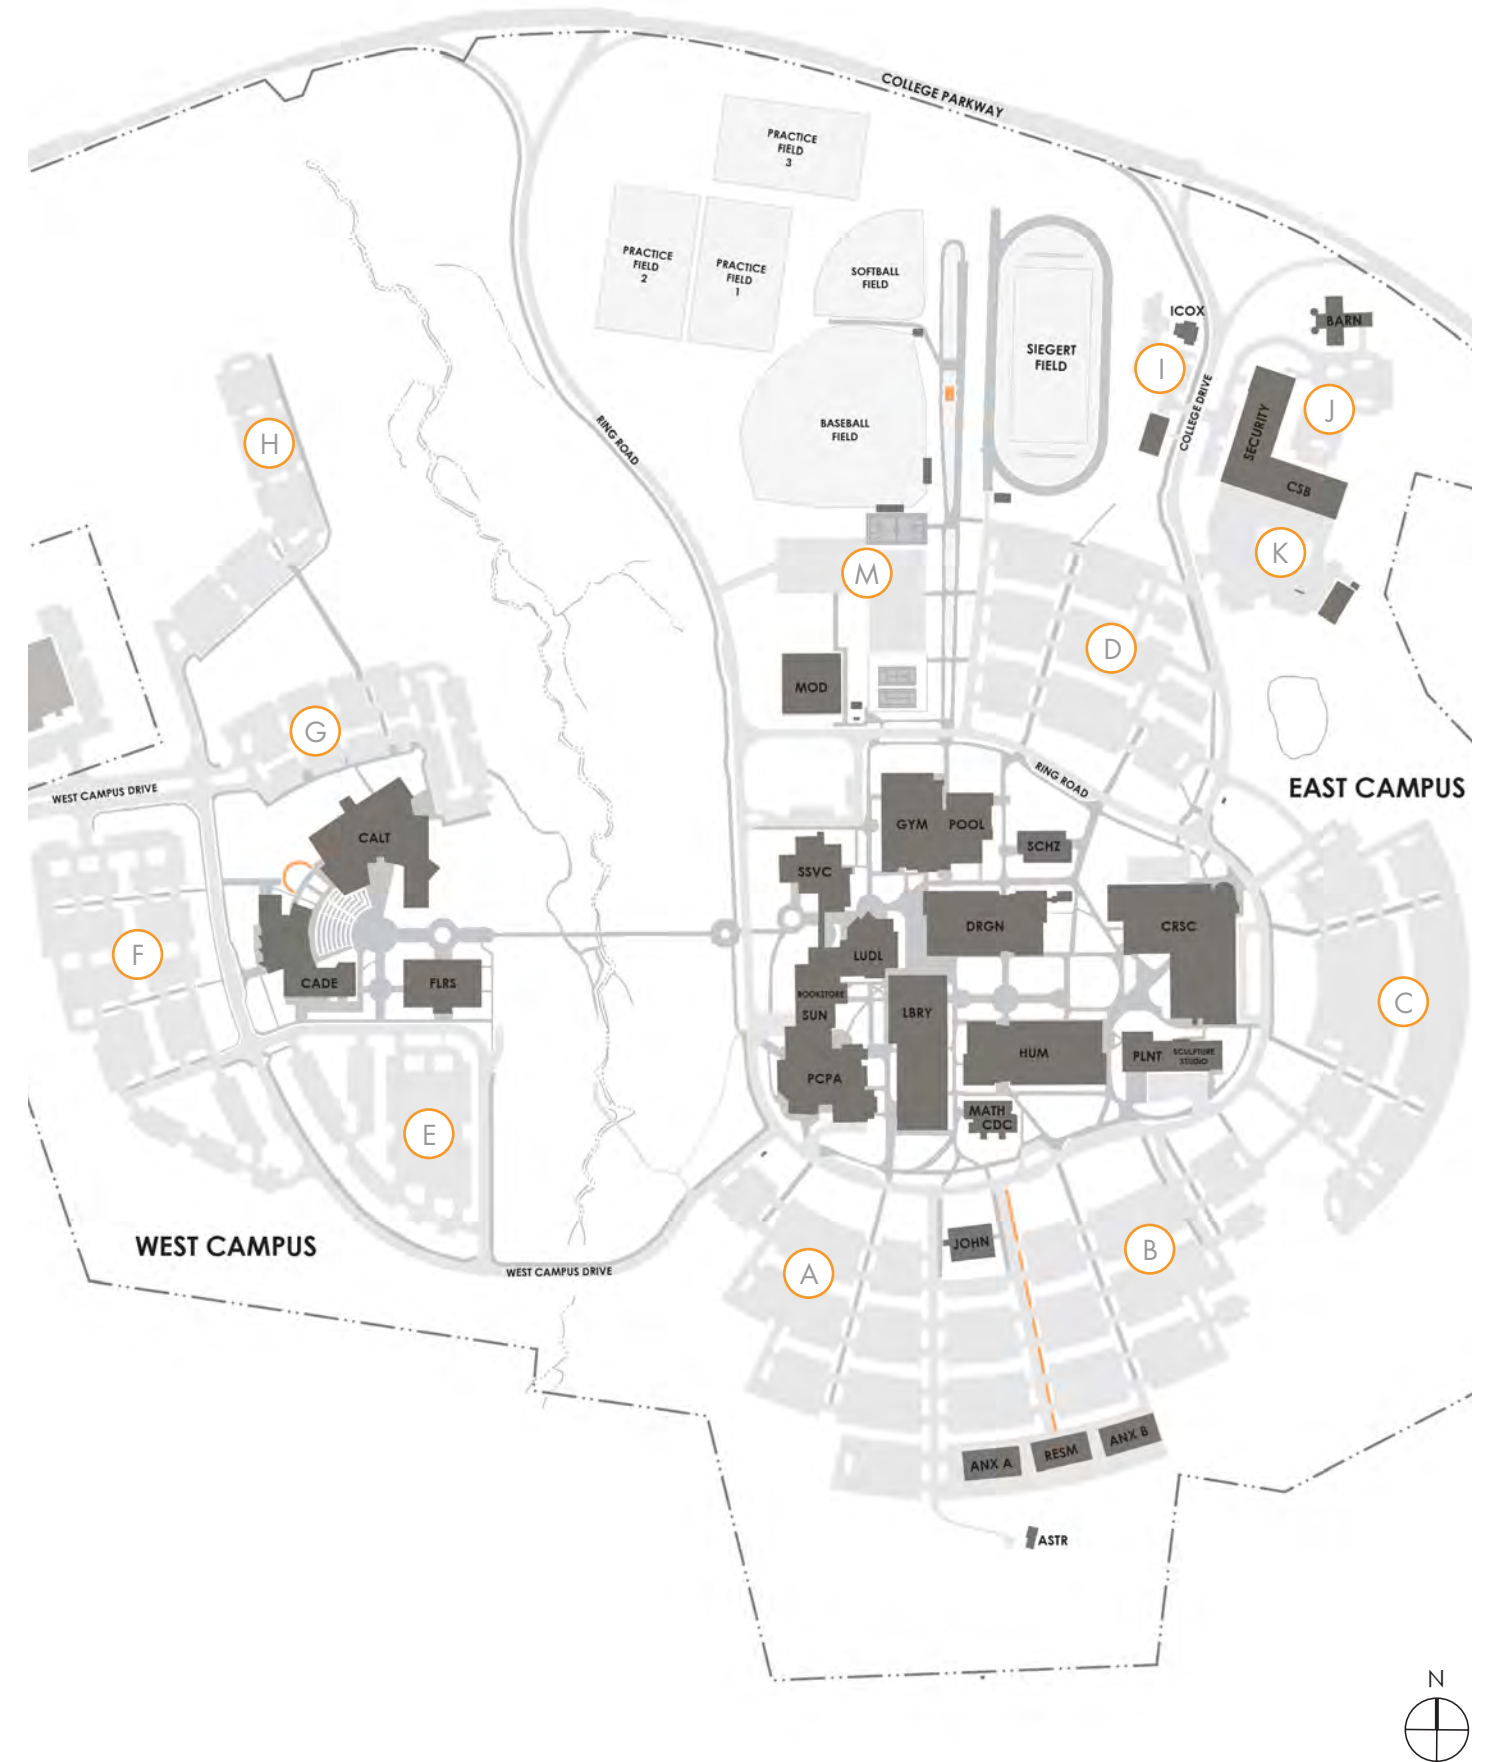 COLLEGE PARKWAY
PRACTICE
FIELD
3
PRACTICE
FIELD
2
PRACTICE
FIELD
1
SOFTBALL
FIELD
ICOX
BARN
SIEGERT
FIELD
I
J
COLLEGE DRIVE
SECURITY
CSB
BASEBALL
FIELD
RING ROAD
H
K
M
D
MOD
G
RING ROAD
EAST CAMPUS
WEST CAMPUS DRIVE
CALT
GYM
POOL
SCHZ
SSVC
DRGN
CRSC
F
LUDL
CADE
FLRS
BOOKSTORE
SUN
LBRY
C
HUM
PLNT
SCULPTURE
STUDIO
PCPA
MATH
CDC
E
WEST CAMPUS
JOHN
B
A
WEST CAMPUS DRIVE
ANX A
RESM
ANX B
ASTR
N